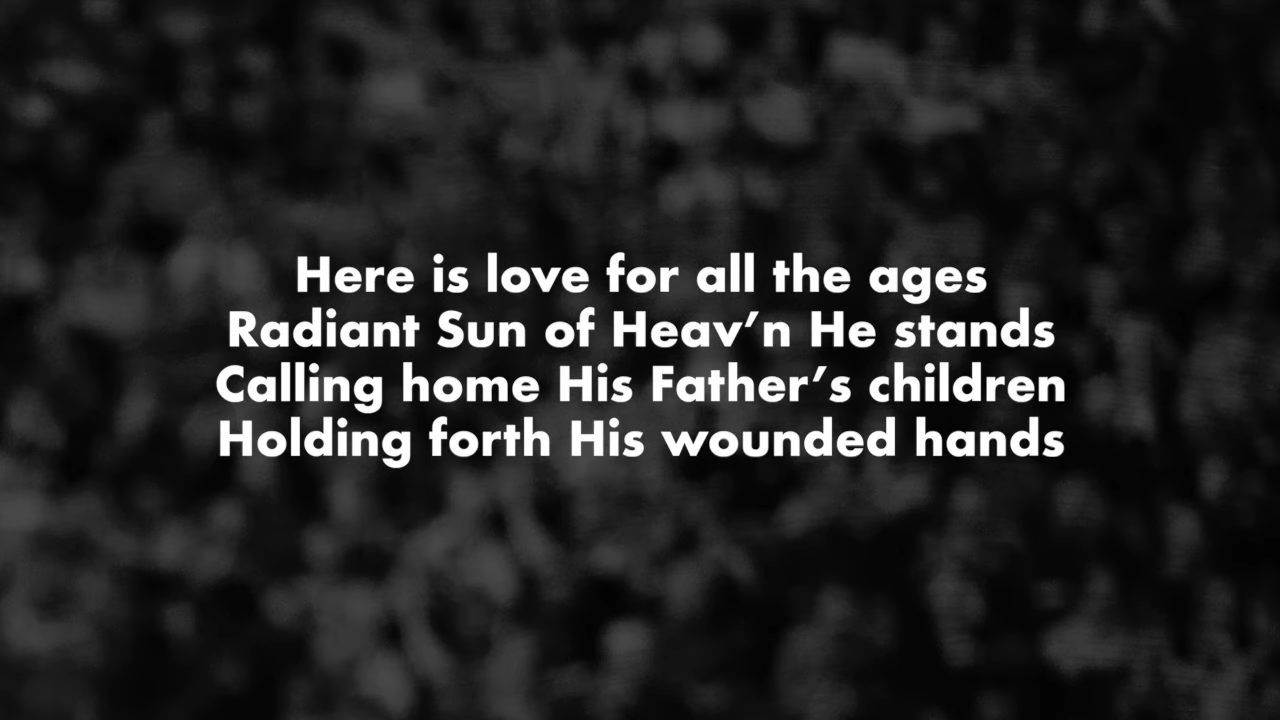 Here is love for all the ages
Radiant Sun of Heav’n He stands
Calling home His Father’s children
Holding forth His wounded hands